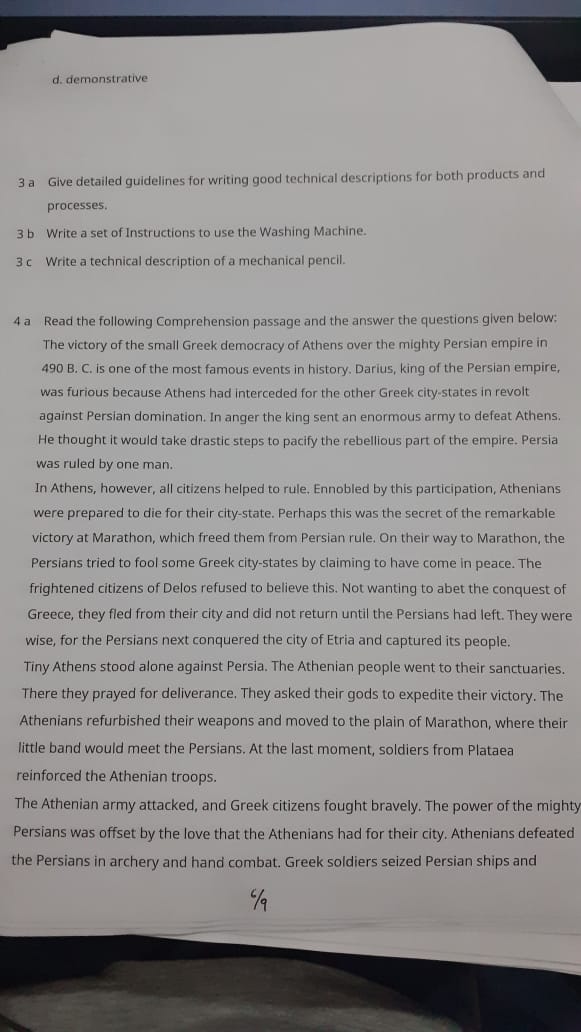 d. demonstrative
3 a Give detailed guidelines for writing good technical descriptions for both products and
processes.
3 b Write a set of Instructions to use the Washing Machine.
3 c Write a technical description of a mechanical pencil.
4 a Read the following Comprehension passage and the answer the questions given below:
The victory of the small Greek democracy of Athens over the mighty Persian empire in
490 B. C. is one of the most famous events in history. Darius, king of the Persian empire,
was furious because Athens had interceded for the other Greek city-states in revolt
against Persian domination. In anger the king sent an enormous army to defeat Athens.
He thought it would take drastic steps to pacify the rebellious part of the empire. Persia
was ruled by one man.
In Athens, however, all citizens helped to rule. Ennobled by this participation, Athenians
were prepared to die for their city-state. Perhaps this was the secret of the remarkable
victory at Marathon, which freed them from Persian rule. On their way to Marathon, the
Persians tried to fool some Greek city-states by claiming to have come in peace. The
frightened citizens of Delos refused to believe this. Not wanting to abet the conquest of
Greece, they fled from their city and did not return until the Persians had left. They were
wise, for the Persians next conquered the city of Etria and captured its people.
Tiny Athens stood alone against Persia. The Athenian people went to their sanctuaries.
There they prayed for deliverance. They asked their gods to expedite their victory. The
Athenians refurbished their weapons and moved to the plain of Marathon, where their
little band would meet the Persians. At the last moment, soldiers from Plataea
reinforced the Athenian troops.
The Athenian army attacked, and Greek citizens fought bravely. The power of the mighty
Persians was offset by the love that the Athenians had for their city. Athenians defeated
the Persians in archery and hand combat. Greek soldiers seized Persian ships and
6/9